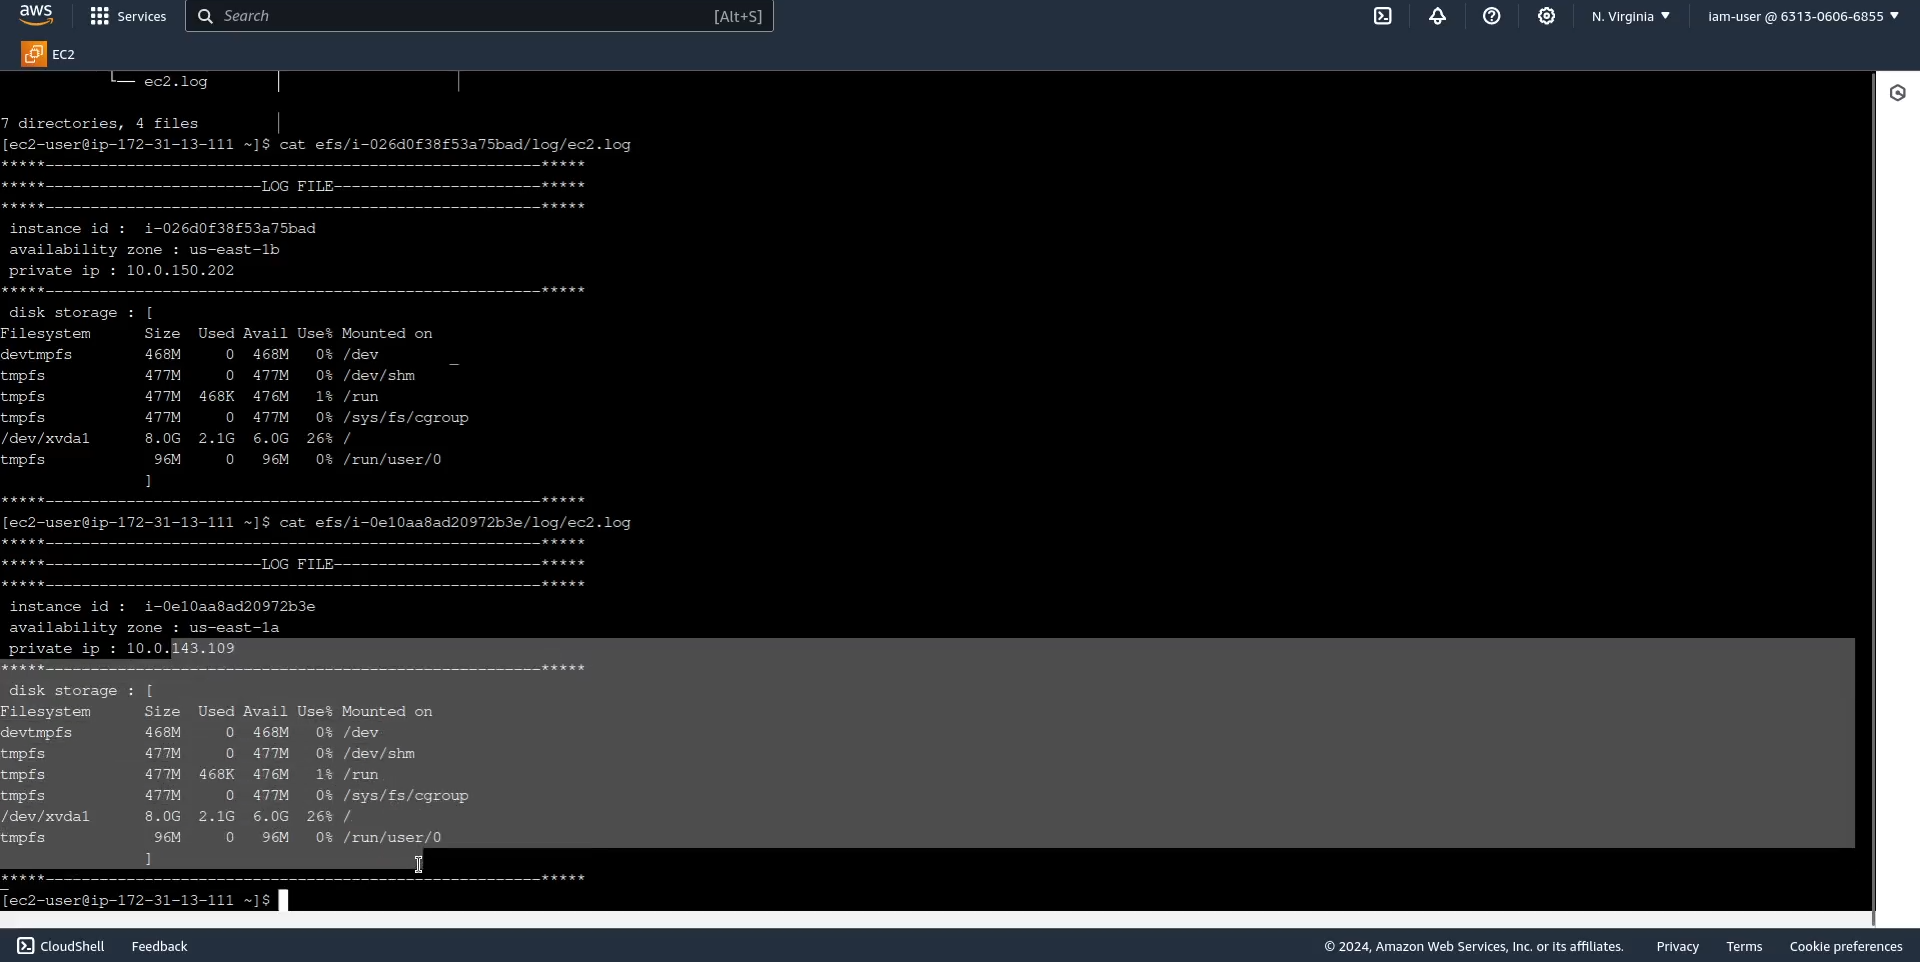 aws Services Search [Alt+S] N. Virginia iam-user @ 6313-0606-6855
EC2
└── ec2.log
7 directories, 4 files
[ec2-user@ip-172-31-13-111 ~]$ cat efs/i-026d0f38f53a75bad/log/ec2.log
*****-------------------------------------------------------*****
*****------------------------LOG FILE-----------------------*****
*****-------------------------------------------------------*****
instance id :  i-026d0f38f53a75bad
availability zone : us-east-1b
private ip : 10.0.150.202
*****-------------------------------------------------------*****
disk storage : [
Filesystem      Size  Used Avail Use% Mounted on
devtmpfs        468M     0  468M   0% /dev
tmpfs           477M     0  477M   0% /dev/shm
tmpfs           477M  468K  476M   1% /run
tmpfs           477M     0  477M   0% /sys/fs/cgroup
/dev/xvda1      8.0G  2.1G  6.0G  26% /
tmpfs            96M     0   96M   0% /run/user/0
]
*****-------------------------------------------------------*****
[ec2-user@ip-172-31-13-111 ~]$ cat efs/i-0e10aa8ad20972b3e/log/ec2.log
*****-------------------------------------------------------*****
*****------------------------LOG FILE-----------------------*****
*****-------------------------------------------------------*****
instance id :  i-0e10aa8ad20972b3e
availability zone : us-east-1a
private ip : 10.0.143.109
*****-------------------------------------------------------*****
disk storage : [
Filesystem      Size  Used Avail Use% Mounted on
devtmpfs        468M     0  468M   0% /dev
tmpfs           477M     0  477M   0% /dev/shm
tmpfs           477M  468K  476M   1% /run
tmpfs           477M     0  477M   0% /sys/fs/cgroup
/dev/xvda1      8.0G  2.1G  6.0G  26% /
tmpfs            96M     0   96M   0% /run/user/0
]
*****-------------------------------------------------------*****
[ec2-user@ip-172-31-13-111 ~]$
CloudShell Feedback © 2024, Amazon Web Services, Inc. or its affiliates. Privacy Terms Cookie preferences